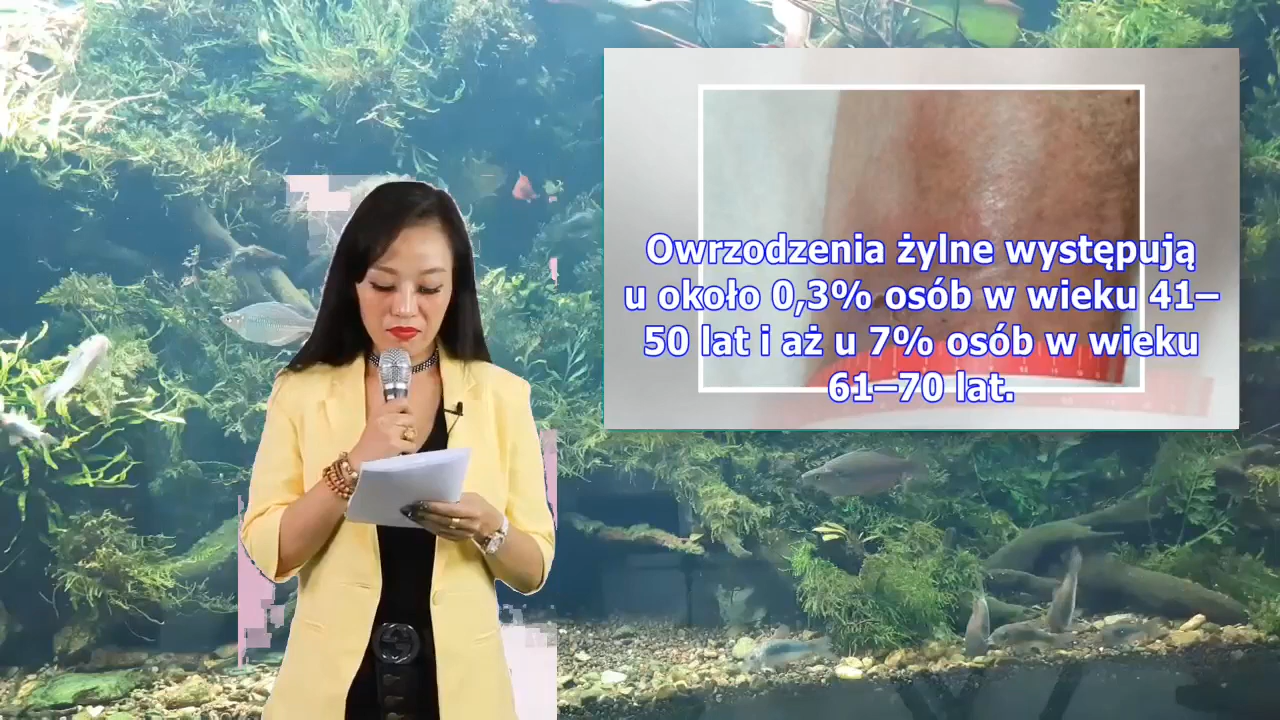 Owrzodzenia żylne występują
u około 0,3% osób w wieku 41–
50 lat i aż u 7% osób w wieku
61–70 lat.